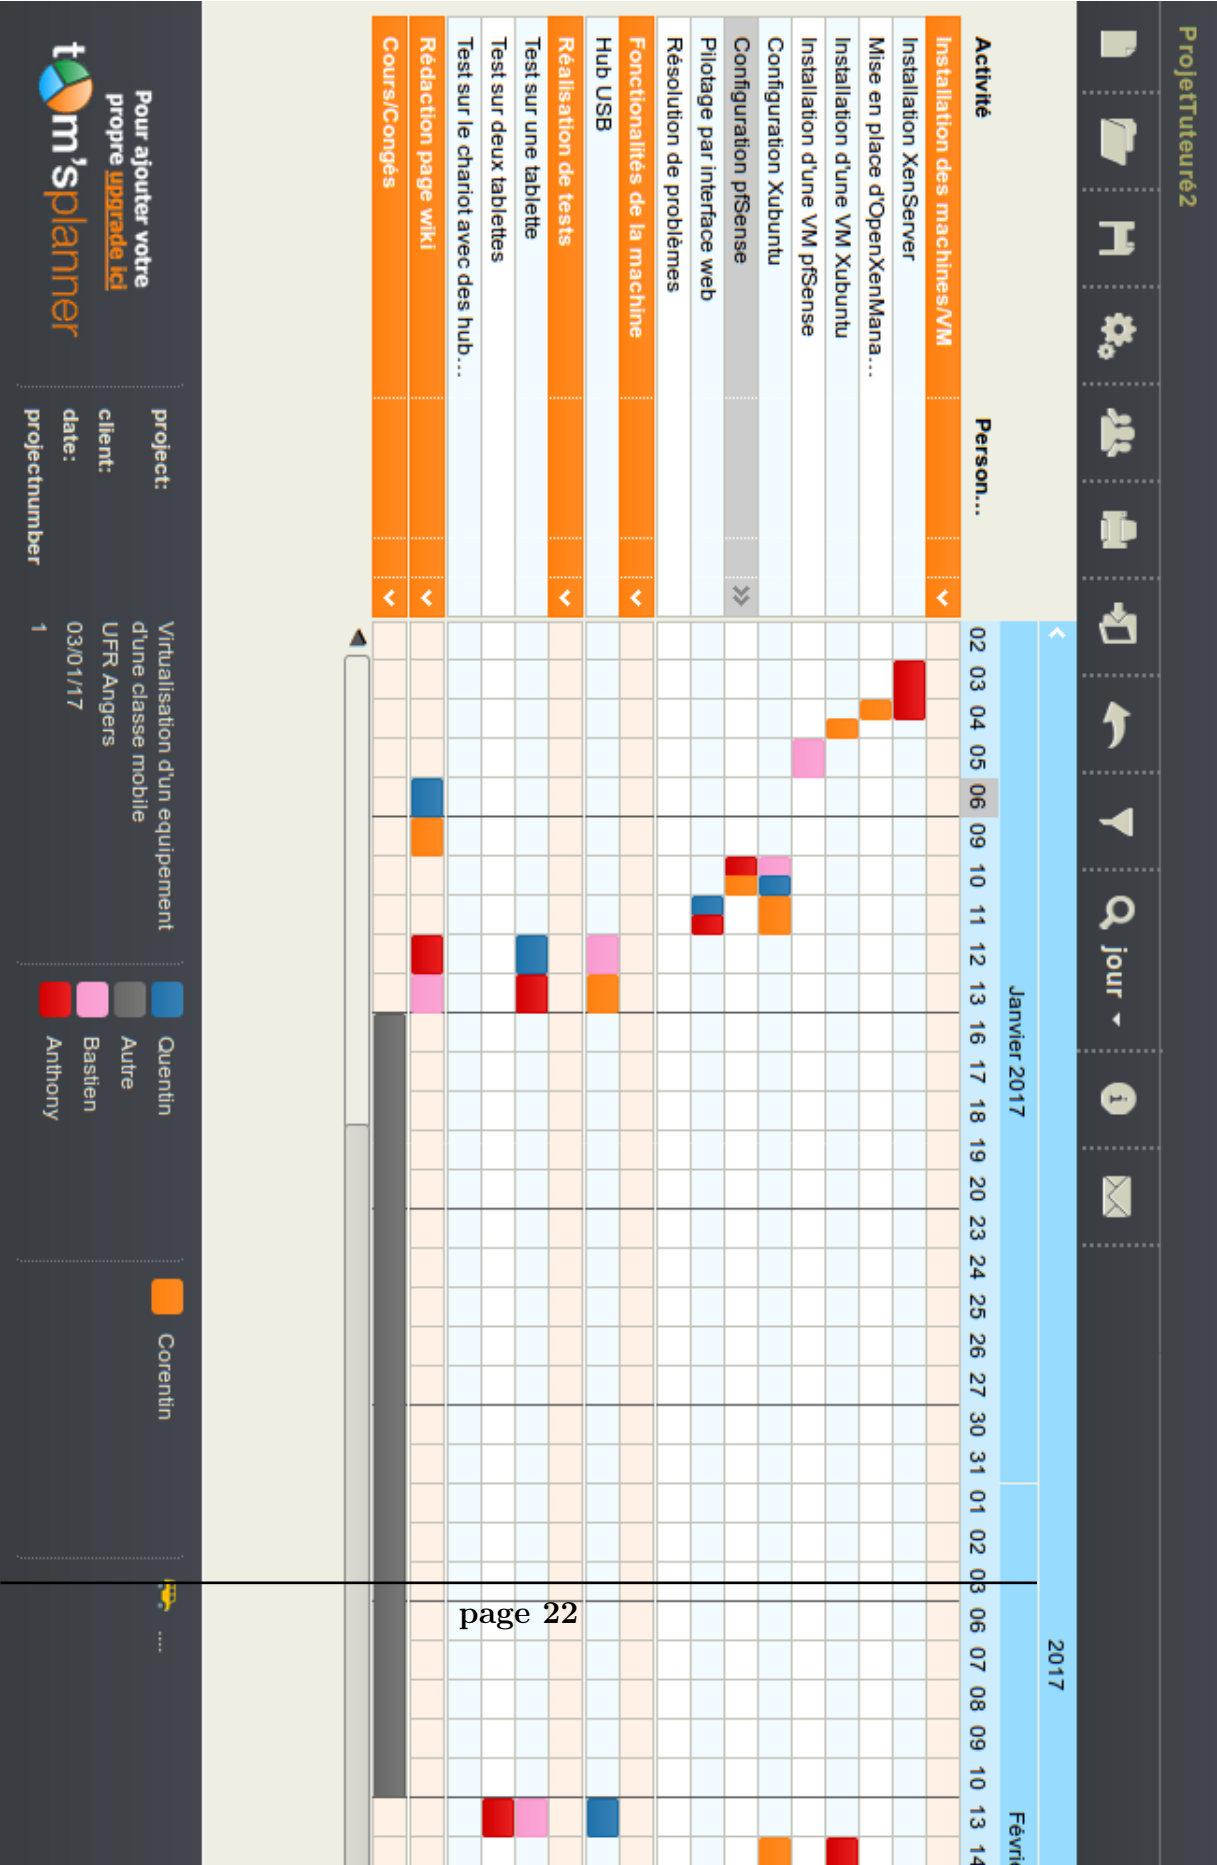 ProjetTuteuré2
jour
2017
Janvier 2017
Févri
Activité
Person...
02 03 04 05 06 09 10 11 12 13 16 17 18 19 20 23 24 25 26 27 30 31 01 02 03 06 07 08 09 10 13 14
Installation des machines/VM
Installation XenServer
Mise en place d'OpenXenMana...
Installation d'une VM Xubuntu
Installation d'une VM pfSense
Configuration Xubuntu
Configuration pfSense
Pilotage par interface web
Résolution de problèmes
Fonctionalités de la machine
Hub USB
Réalisation de tests
Test sur une tablette
Test sur deux tablettes
Test sur le chariot avec des hub...
Rédaction page wiki
Cours/Congés
Pour ajouter votre
propre upgrade ici
tom'splanner
project:
Virtualisation d'un equipement
d'une classe mobile
client:
UFR Angers
date:
03/01/17
projectnumber
1
Quentin
Autre
Bastien
Anthony
Corentin
....
page 22